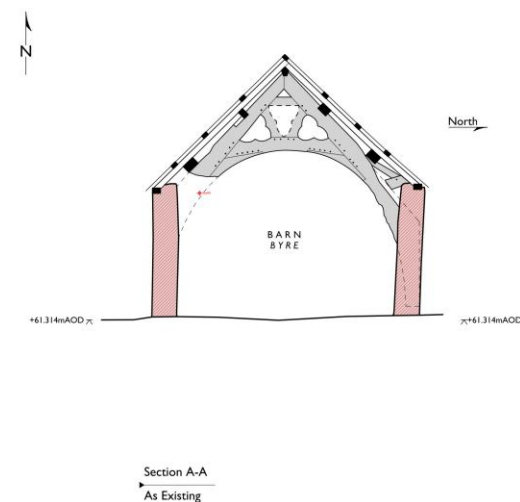 N
North
BARN
BYRE
+61.314mAOD
+61.314mAOD
Section A-A
As Existing